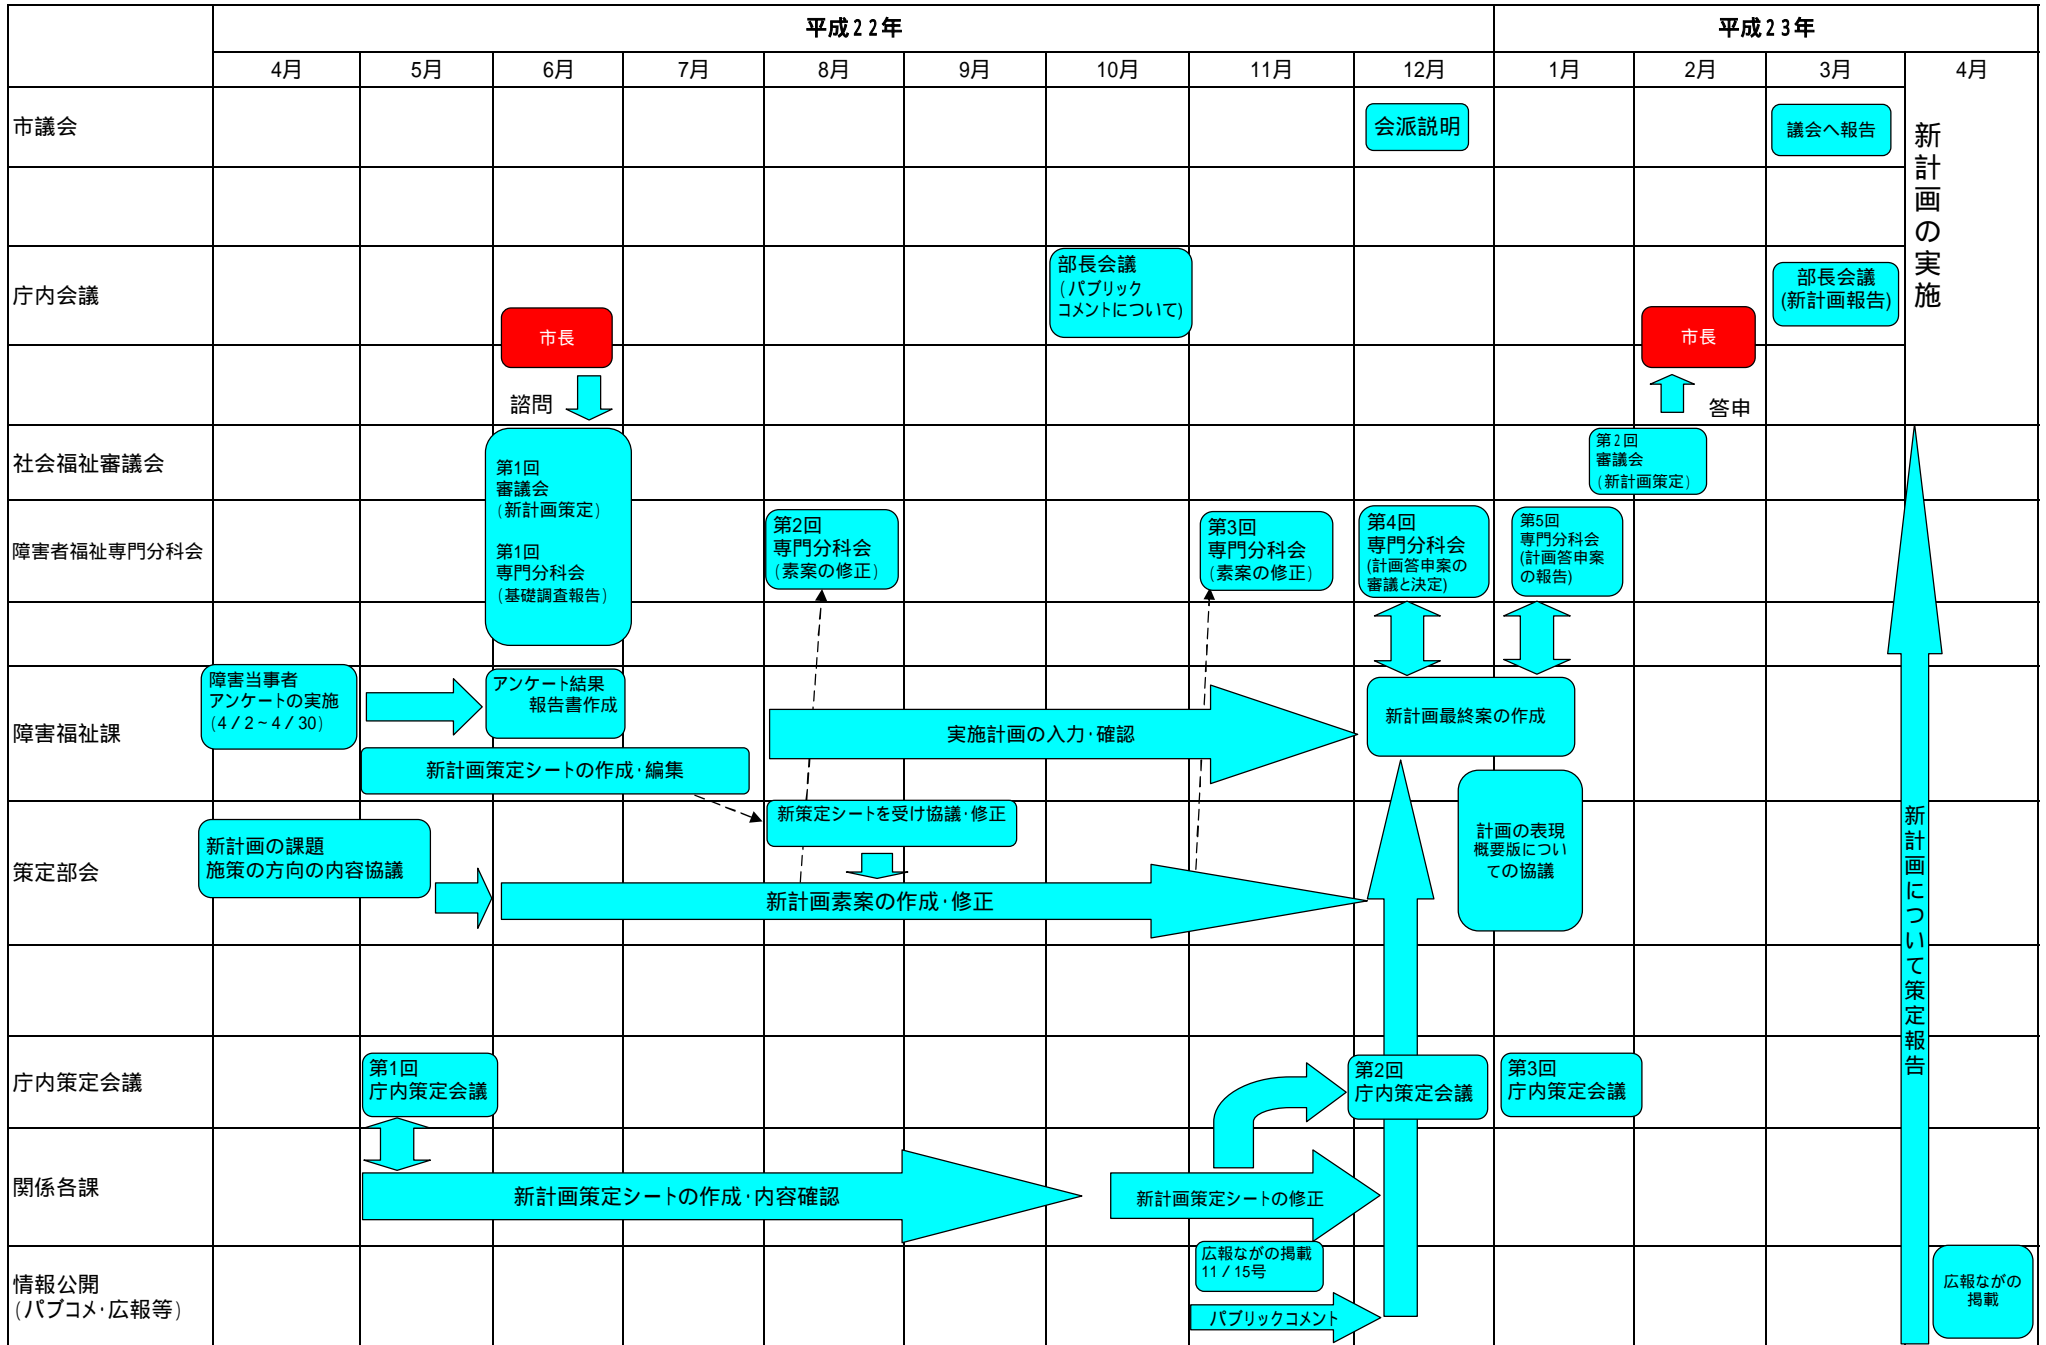 平成22年
平成23年
4月
5月
6月
7月
8月
9月
10月
11月
12月
1月
2月
3月
4月
市議会
会派説明
議会へ報告
新計画の実施
庁内会議
市長
部長会議
(パブリック
コメントについて)
市長
部長会議
(新計画報告)
諮問
答申
社会福祉審議会
第1回
審議会
(新計画策定)
第1回
専門分科会
(基礎調査報告)
第2回
審議会
(新計画策定)
障害者福祉専門分科会
第2回
専門分科会
(素案の修正)
第3回
専門分科会
(素案の修正)
第4回
専門分科会
(計画答申案の
審議と決定)
第5回
専門分科会
(計画答申案
の報告)
障害福祉課
障害当事者
アンケートの実施
(4/2~4/30)
アンケート結果
報告書作成
新計画策定シートの作成・編集
実施計画の入力・確認
新計画最終案の作成
策定部会
新計画の課題
施策の方向の内容協議
新策定シートを受け協議・修正
新計画素案の作成・修正
計画の表現
概要版につい
ての協議
新計画について策定報告
庁内策定会議
第1回
庁内策定会議
第2回
庁内策定会議
第3回
庁内策定会議
関係各課
新計画策定シートの作成・内容確認
新計画策定シートの修正
情報公開
(パブコメ・広報等)
広報ながの掲載
11/15号
パブリックコメント
広報ながの
掲載